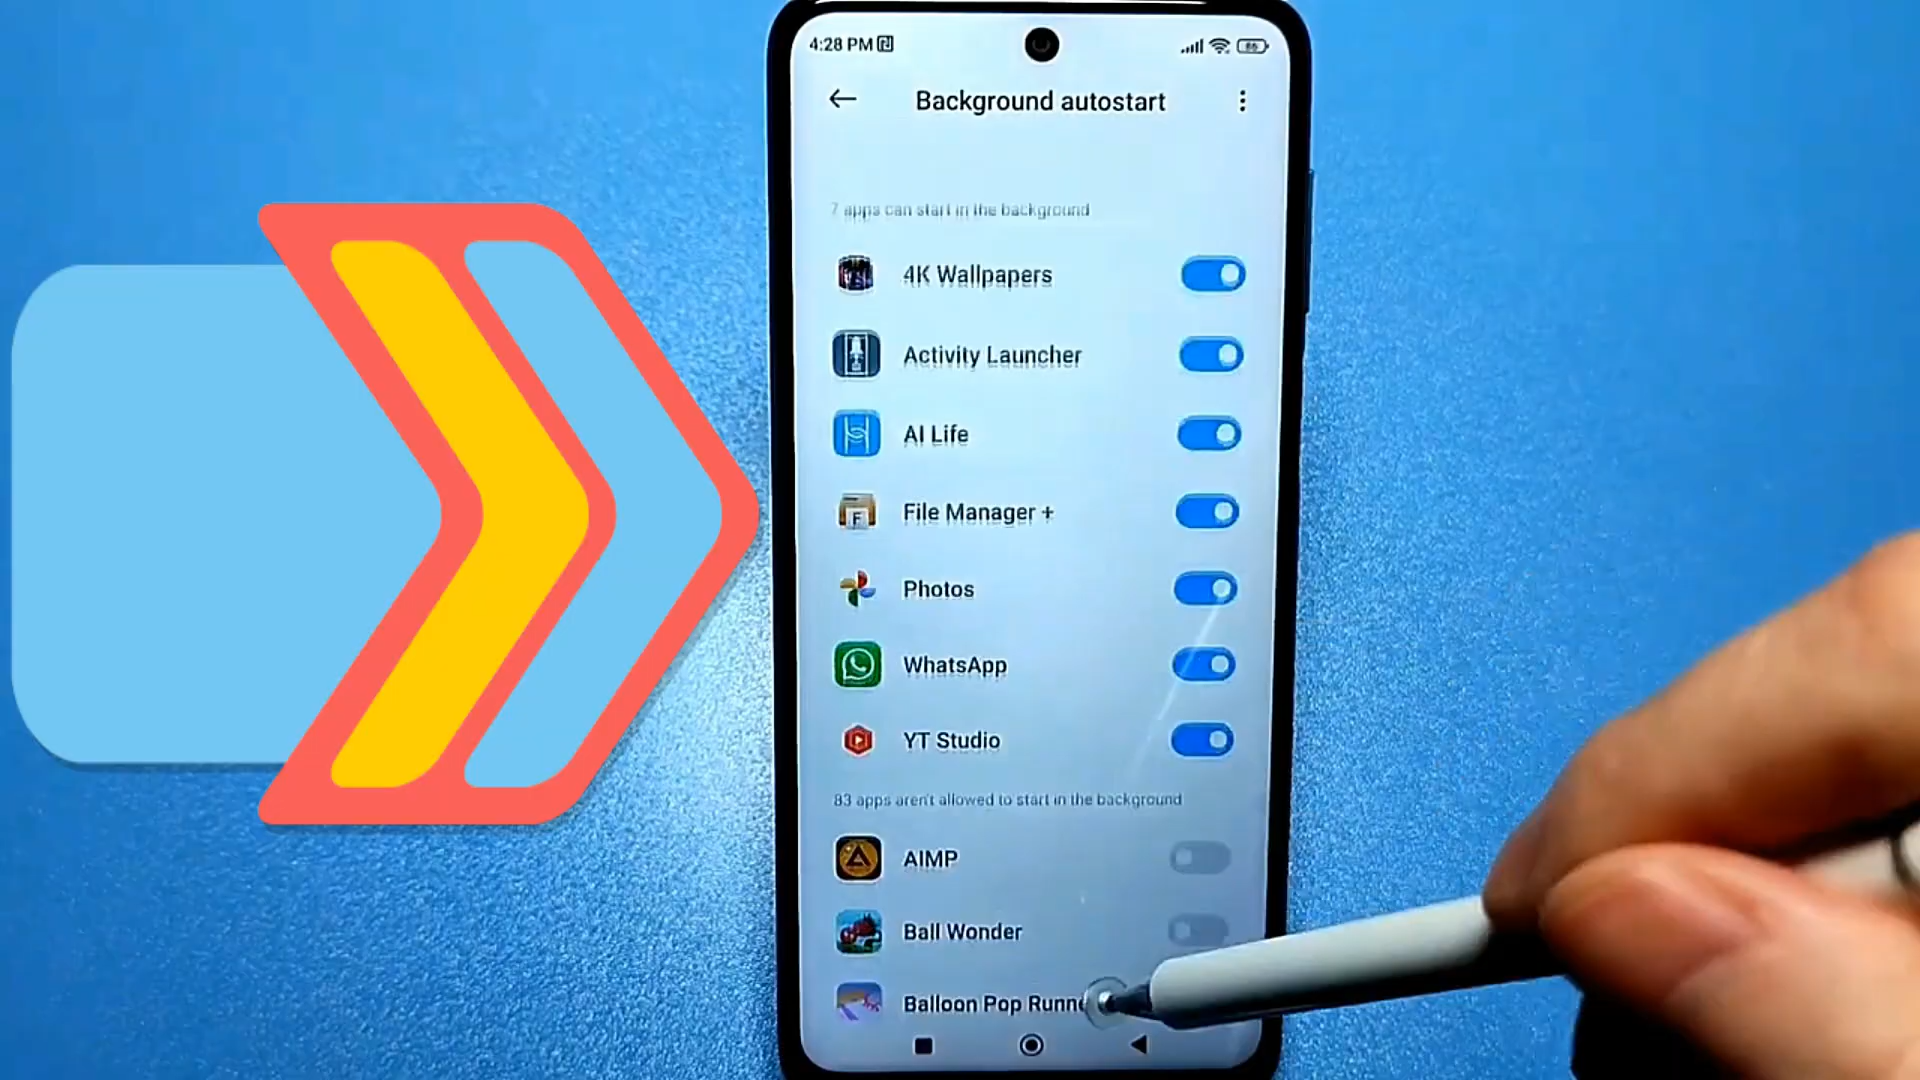 4:28 PM
Background autostart
7 apps can start in the background
4K Wallpapers
Activity Launcher
AI Life
File Manager +
Photos
WhatsApp
YT Studio
83 apps aren't allowed to start in the background
AIMP
Ball Wonder
Balloon Pop Runne